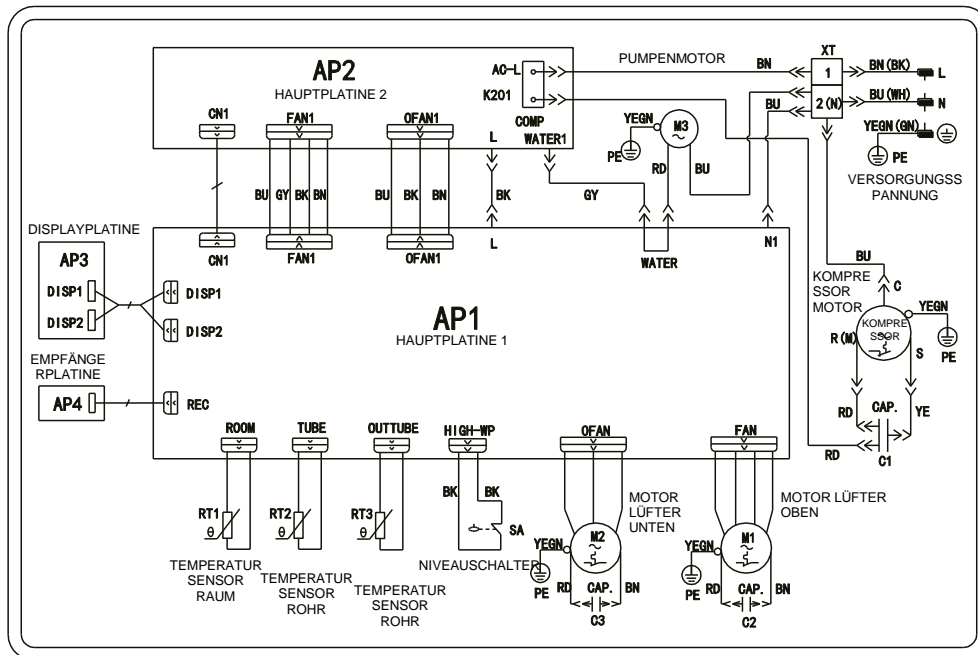 AP2
HAUPTPLATINE 2
AC-L
K201
COMP
WATER1
L
CN1
FAN1
OFAN1
PUMPENMOTOR
BN
XT
1
2(N)
BN(BK)
L
BU
BU(WH)
N
YEGN(GN)
PE
VERSORGUNGSS
PANNUNG
YEGN
M3
PE
RD
BU
BU
GY
BK
BN
BU
BK
BN
BK
GY
DISPLAYPLATINE
AP3
DISP1
DISP2
CN1
FAN1
OFAN1
L
WATER
N1
DISP1
DISP2
AP1
HAUPTPLATINE 1
BU
KOMPRE
SSOR
MOTOR
C
YEGN
KOMPRE
SSOR
R(M)
S
PE
EMPFÄNGE
RPLATINE
AP4
REC
RD
CAP.
YE
RD
C1
ROOM
TUBE
OUTTUBE
HIGH-WP
OFAN
FAN
BK
BK
RT1
θ
RT2
θ
RT3
θ
SA
MOTOR
LÜFTER
UNTEN
MOTOR LÜFTER
OBEN
YEGN
M2
YEGN
M1
TEMPERATUR
SENSOR
RAUM
TEMPERATUR
SENSOR
ROHR
TEMPERATUR
SENSOR
ROHR
NIVEAUSCHALTER
PE
RD
CAP.
BN
C3
PE
RD
CAP.
BN
C2